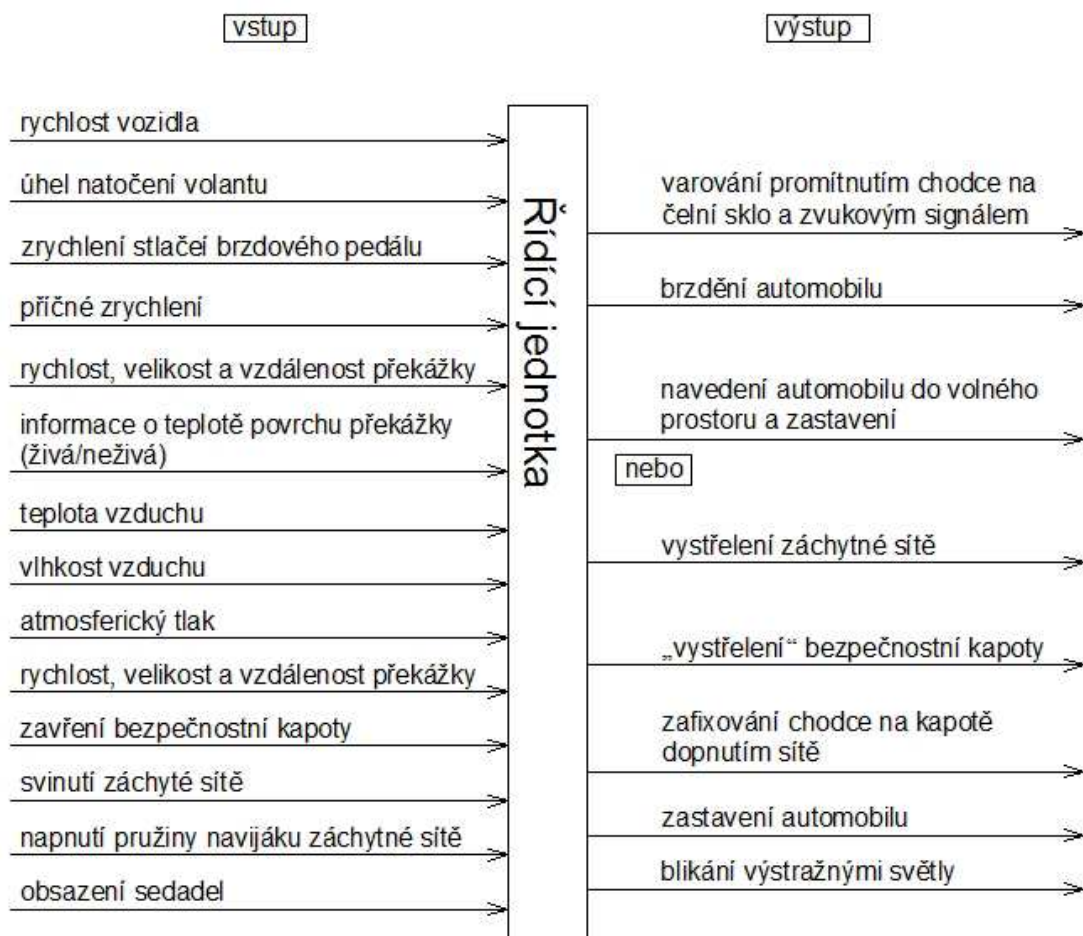 vstup
výstup
rychlost vozidla
úhel natočení volantu
zrychlení stlačeí brzdového pedálu
příčné zrychlení
rychlost, velikost a vzdálenost překážky
informace o teplotě povrchu překážky
(živá/neživá)
teplota vzduchu
vlhkost vzduchu
atmosferický tlak
rychlost, velikost a vzdálenost překážky
zavření bezpečnostní kapoty
svinutí záchyté sítě
napnutí pružiny navijáku záchytné sítě
obsazení sedadel
Řídící jednotka
varování promítnutím chodce na
čelní sklo a zvukovým signálem
brzdění automobilu
navedení automobilu do volného
prostoru a zastavení
nebo
vystřelení záchytné sítě
„vystřelení“ bezpečnostní kapoty
zafixování chodce na kapotě
dopnutím sítě
zastavení automobilu
blikání výstražnými světly